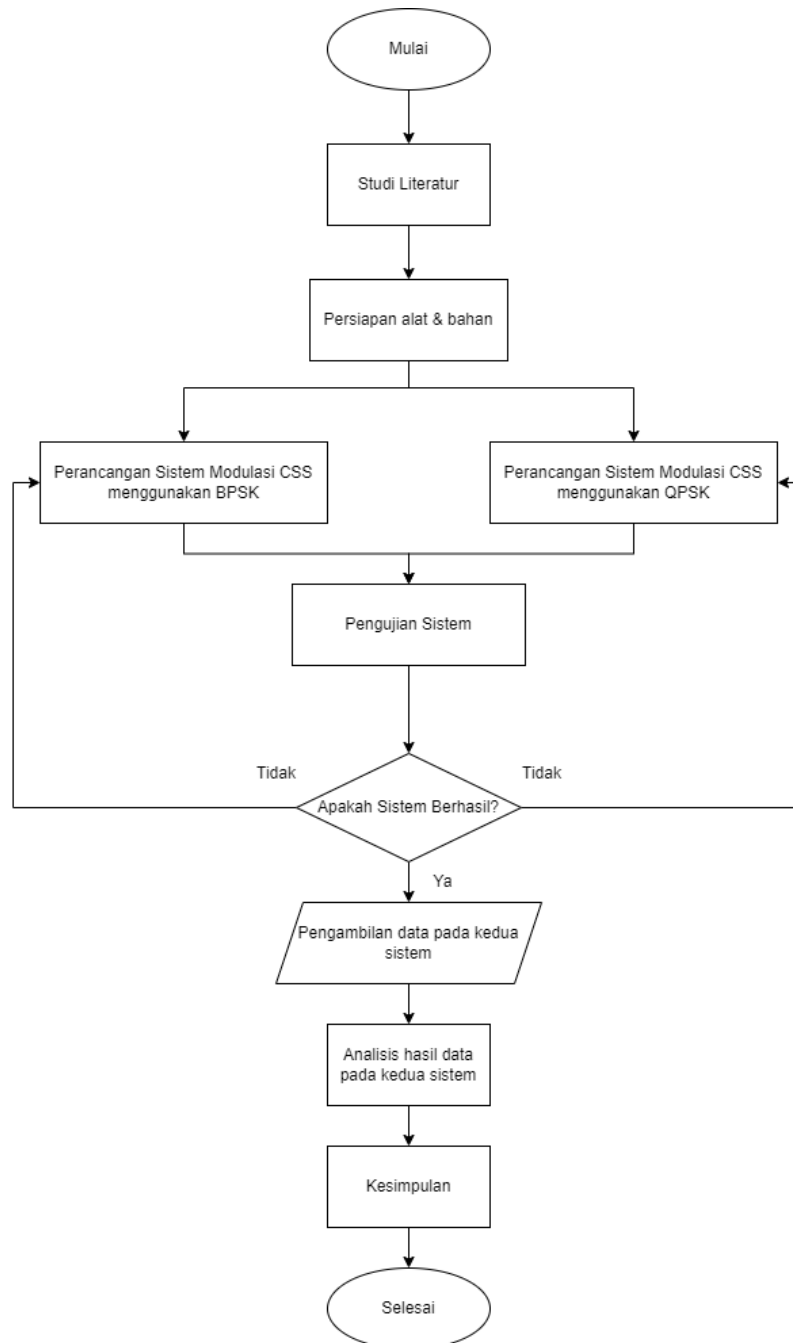 Mulai
Studi Literatur
Persiapan alat & bahan
Perancangan Sistem Modulasi CSS
menggunakan BPSK
Perancangan Sistem Modulasi CSS
menggunakan QPSK
Pengujian Sistem
Tidak
Tidak
Apakah Sistem Berhasil?
Ya
Pengambilan data pada kedua
sistem
Analisis hasil data
pada kedua sistem
Kesimpulan
Selesai